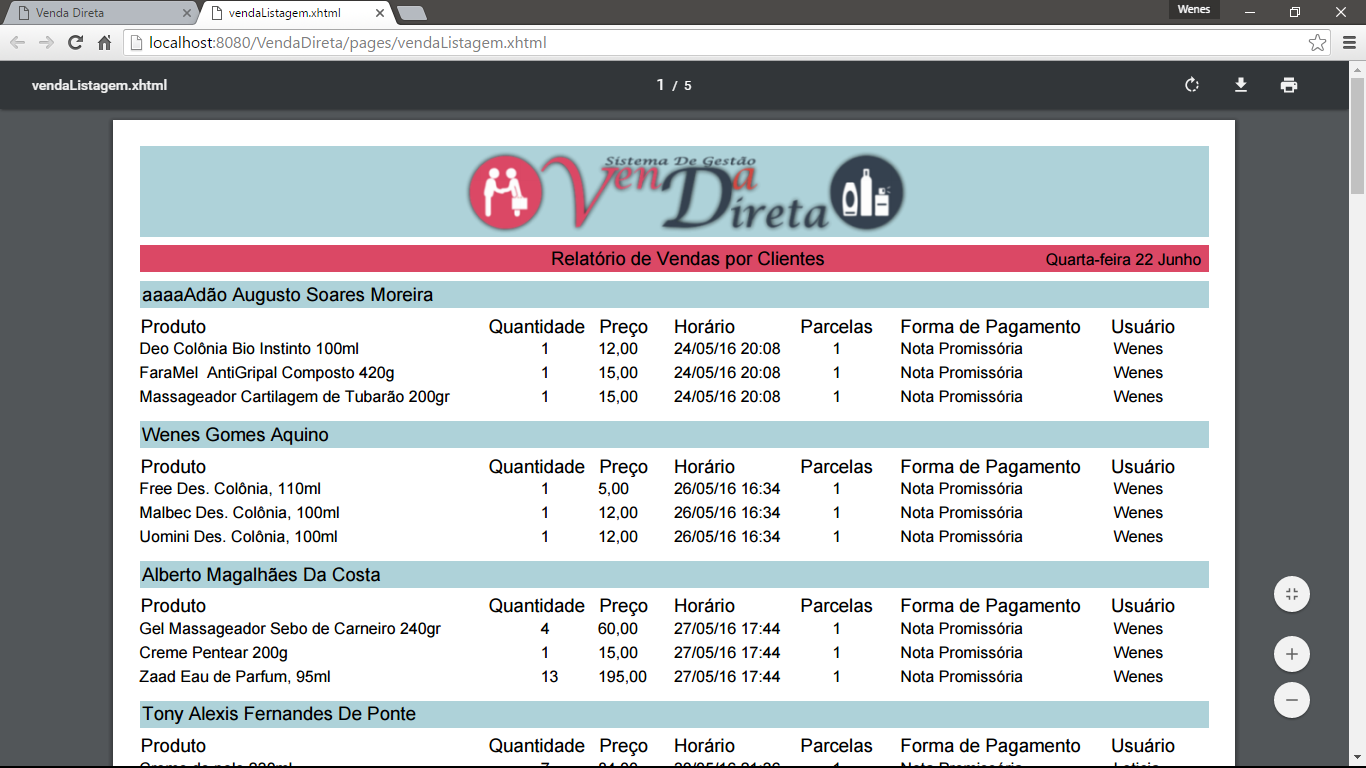 Venda Direta
vendaListagem.xhtml
Wenes
localhost:8080/VendaDireta/pages/vendaListagem.xhtml
vendaListagem.xhtml 1 / 5
Sistema De Gestão
VenDa
Direta
Relatório de Vendas por Clientes Quarta-feira 22 Junho
aaaaAdão Augusto Soares Moreira
Produto Quantidade Preço Horário Parcelas Forma de Pagamento Usuário
Deo Colônia Bio Instinto 100ml 1 12,00 24/05/16 20:08 1 Nota Promissória Wenes
FaraMel  AntiGripal Composto 420g 1 15,00 24/05/16 20:08 1 Nota Promissória Wenes
Massageador Cartilagem de Tubarão 200gr 1 15,00 24/05/16 20:08 1 Nota Promissória Wenes
Wenes Gomes Aquino
Produto Quantidade Preço Horário Parcelas Forma de Pagamento Usuário
Free Des. Colônia, 110ml 1 5,00 26/05/16 16:34 1 Nota Promissória Wenes
Malbec Des. Colônia, 100ml 1 12,00 26/05/16 16:34 1 Nota Promissória Wenes
Uomini Des. Colônia, 100ml 1 12,00 26/05/16 16:34 1 Nota Promissória Wenes
Alberto Magalhães Da Costa
Produto Quantidade Preço Horário Parcelas Forma de Pagamento Usuário
Gel Massageador Sebo de Carneiro 240gr 4 60,00 27/05/16 17:44 1 Nota Promissória Wenes
Creme Pentear 200g 1 15,00 27/05/16 17:44 1 Nota Promissória Wenes
Zaad Eau de Parfum, 95ml 13 195,00 27/05/16 17:44 1 Nota Promissória Wenes
Tony Alexis Fernandes De Ponte
Produto Quantidade Preço Horário Parcelas Forma de Pagamento Usuário
Nota Promissória